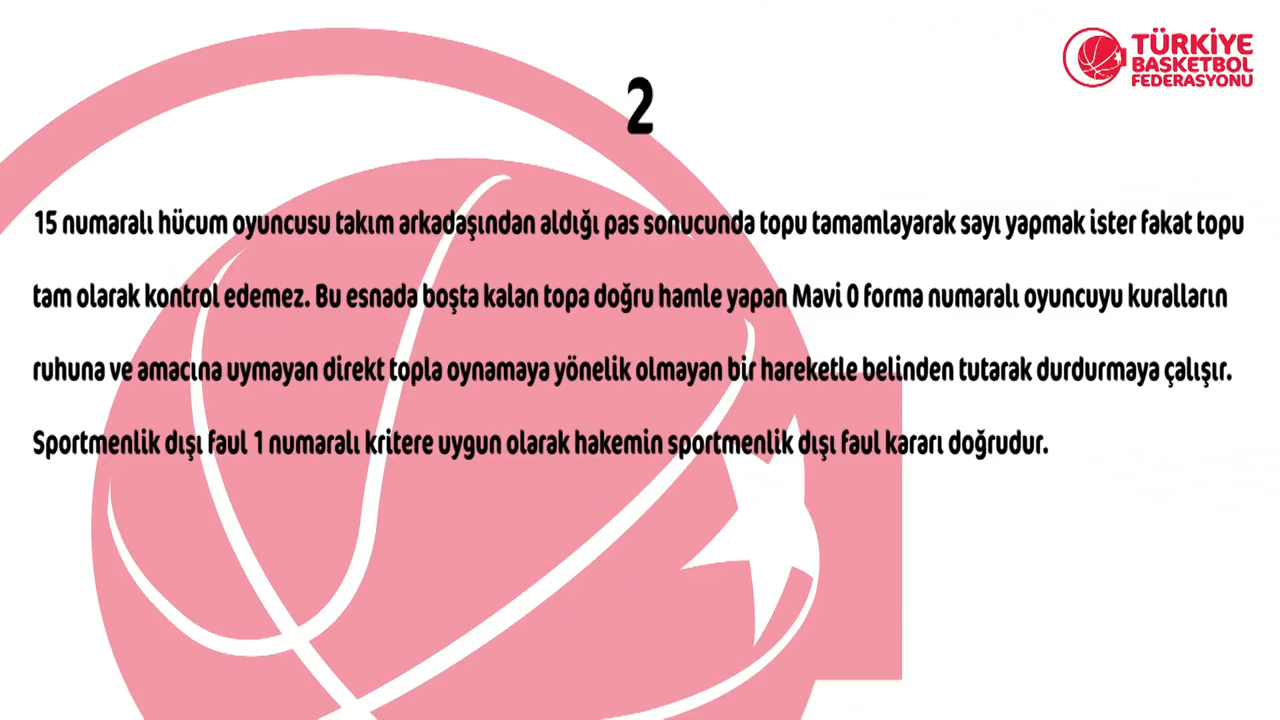 TÜRKİYE
BASKETBOL
FEDERASYONU
2
15 numaralı hücum oyuncusu takım arkadaşından aldığı pas sonucunda topu tamamlayarak sayı yapmak ister fakat topu
tam olarak kontrol edemez. Bu esnada boşta kalan topa doğru hamle yapan Mavi 0 forma numaralı oyuncuyu kuralların
ruhuna ve amacına uymayan direkt topla oynamaya yönelik olmayan bir hareketle belinden tutarak durdurmaya çalışır.
Sportmenlik dışı faul 1 numaralı kritere uygun olarak hakemin sportmenlik dışı faul kararı doğrudur.